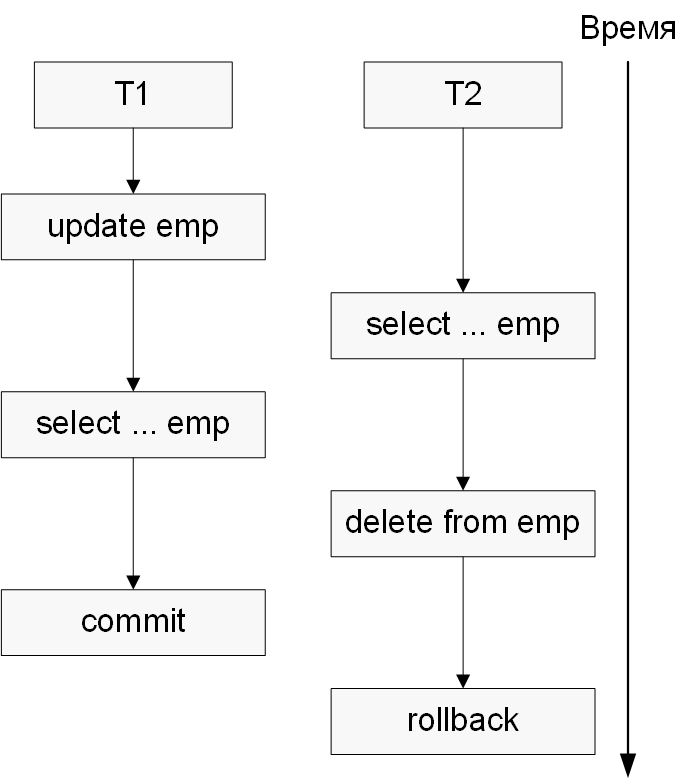 Время
T1
T2
update emp
select ... emp
select ... emp
delete from emp
commit
rollback